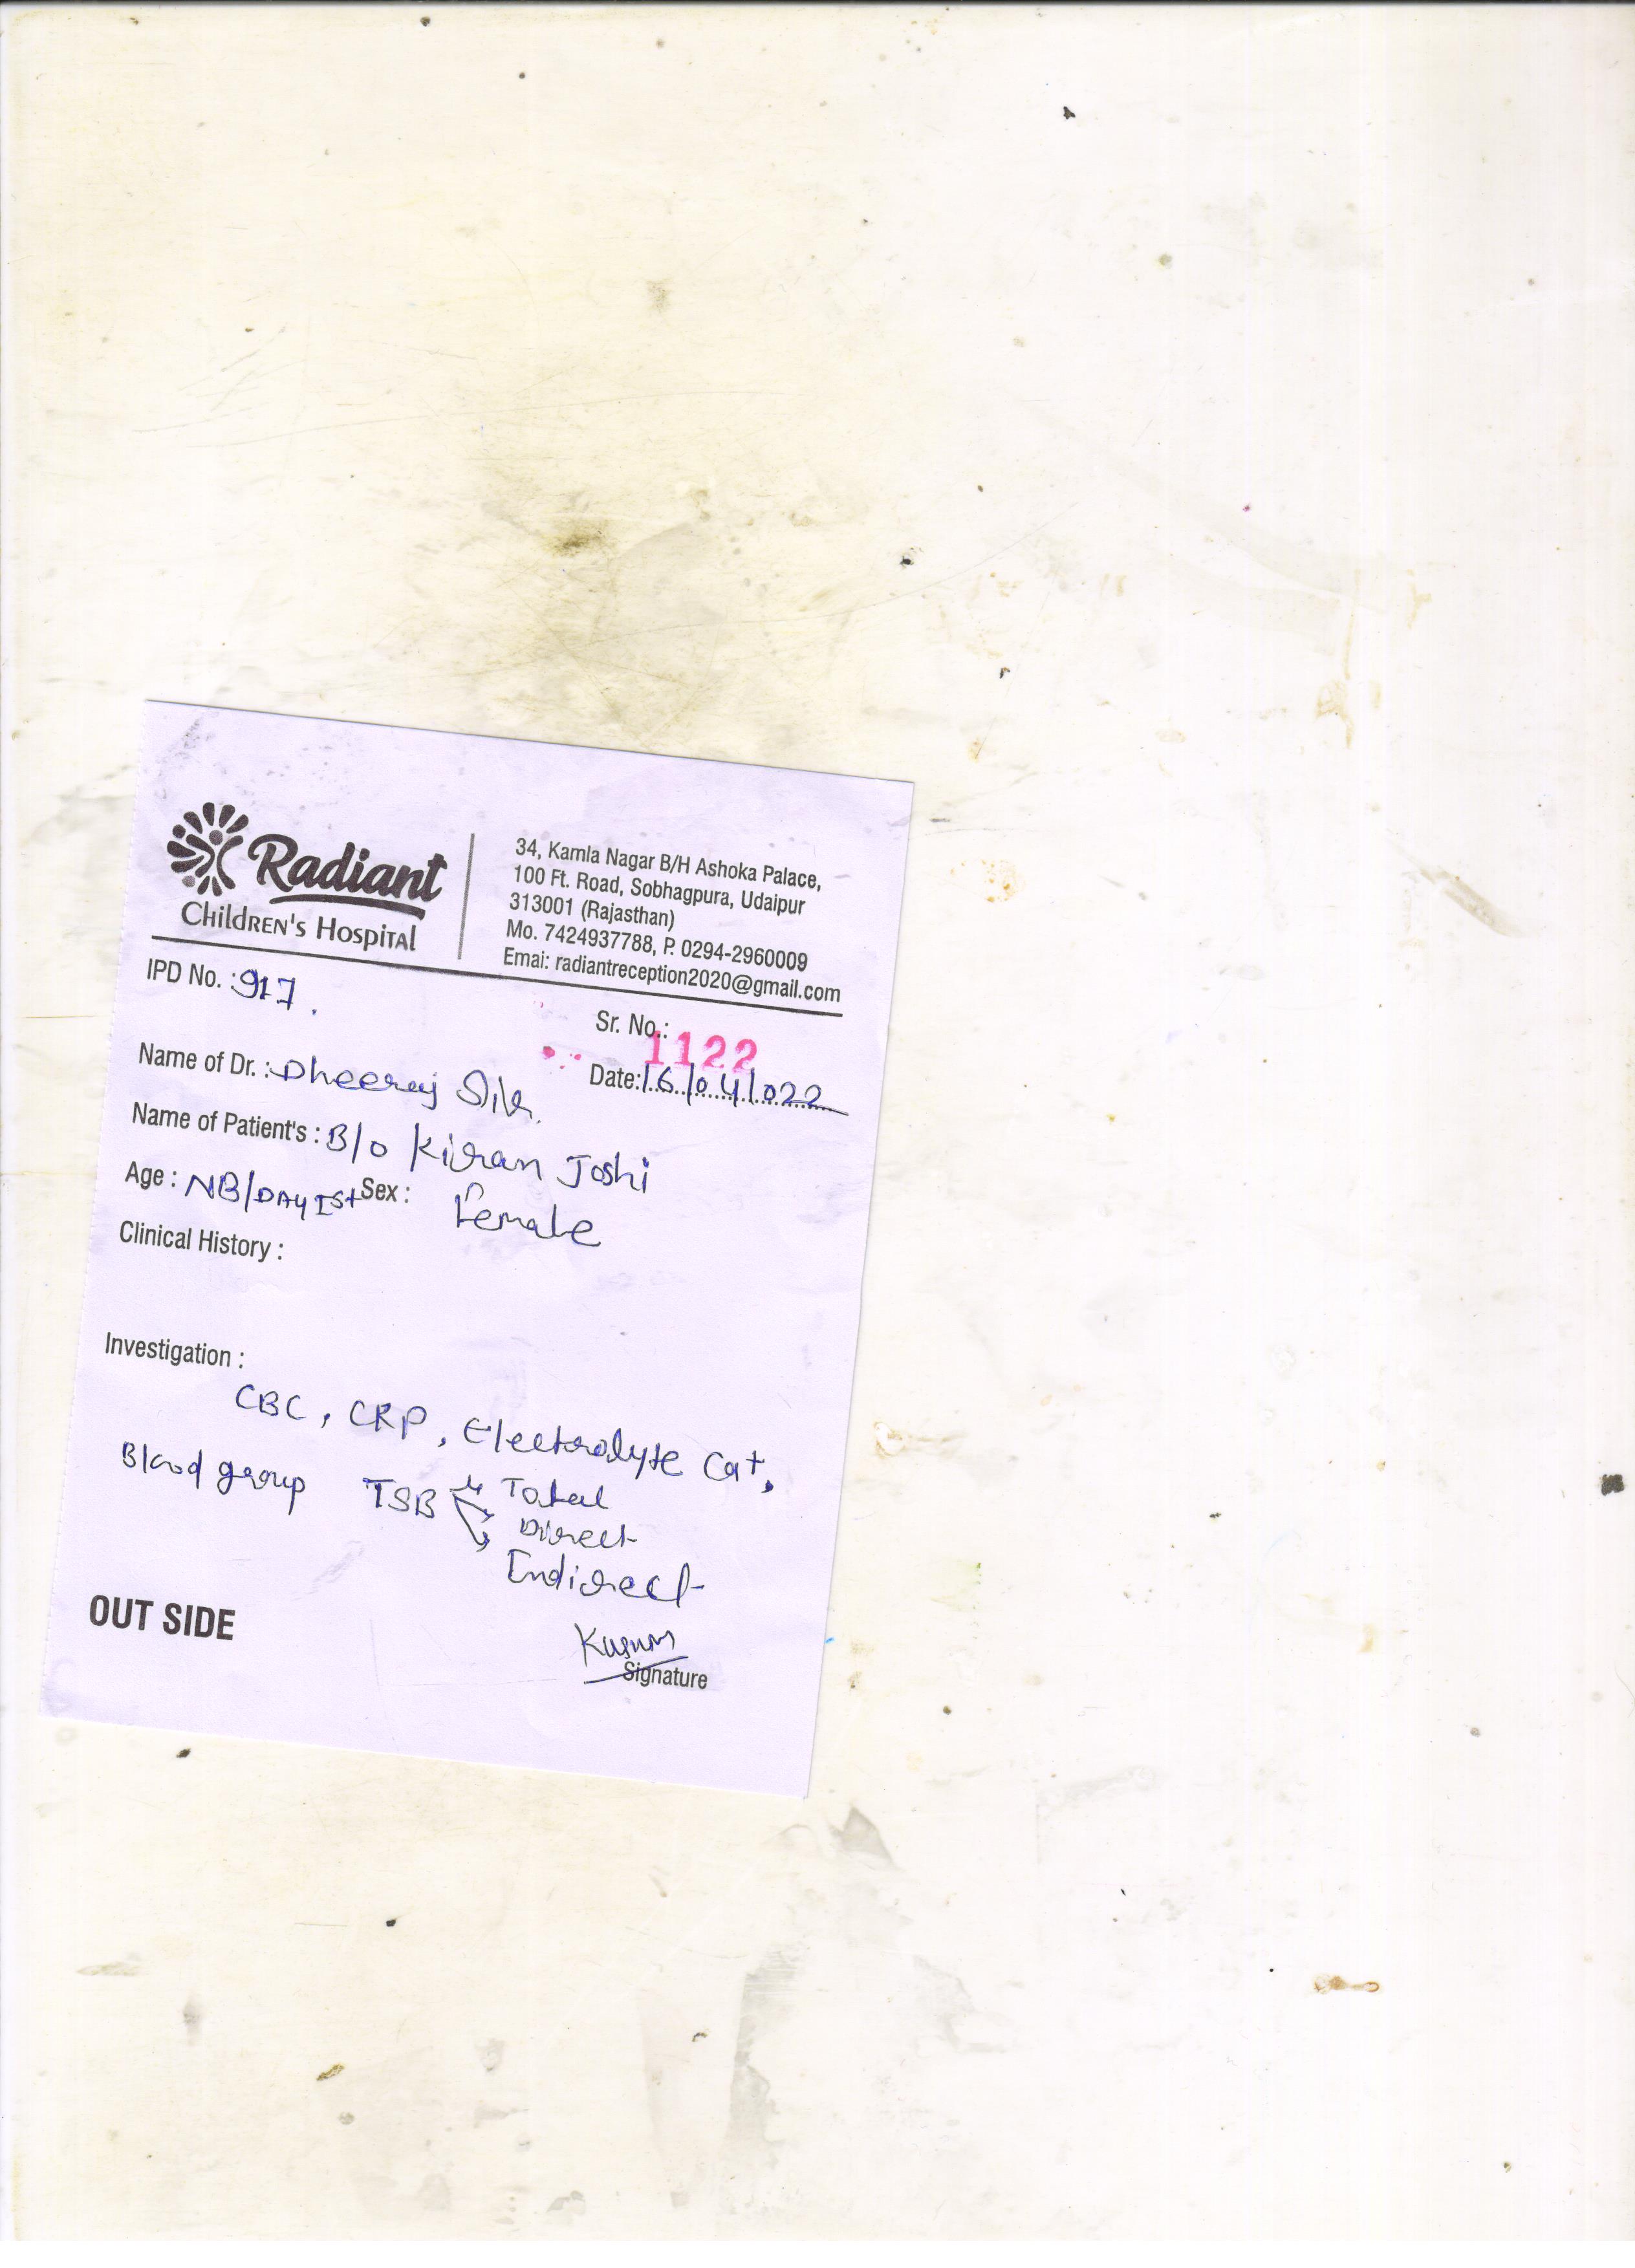 Radiant
Children's Hospital
34, Kamla Nagar B/H Ashoka Palace,
100 Ft. Road, Sobhagpura, Udaipur
313001 (Rajasthan)
Mo. 7424937788, P. 0294-2960009
Emai: radiantreception2020@gmail.com
IPD No. : 917.
Sr. No.: 1122
Name of Dr. : Dheeraj
Date: 16/04/022
Name of Patient's : B/o Kiran Joshi
Age : NB/DAY Ist Sex : Female
Clinical History :
Investigation :
CBC, CRP, Electrolyte Cat,
Blood group TSB Total
Direct
Indirect
OUT SIDE
Kusum
Signature